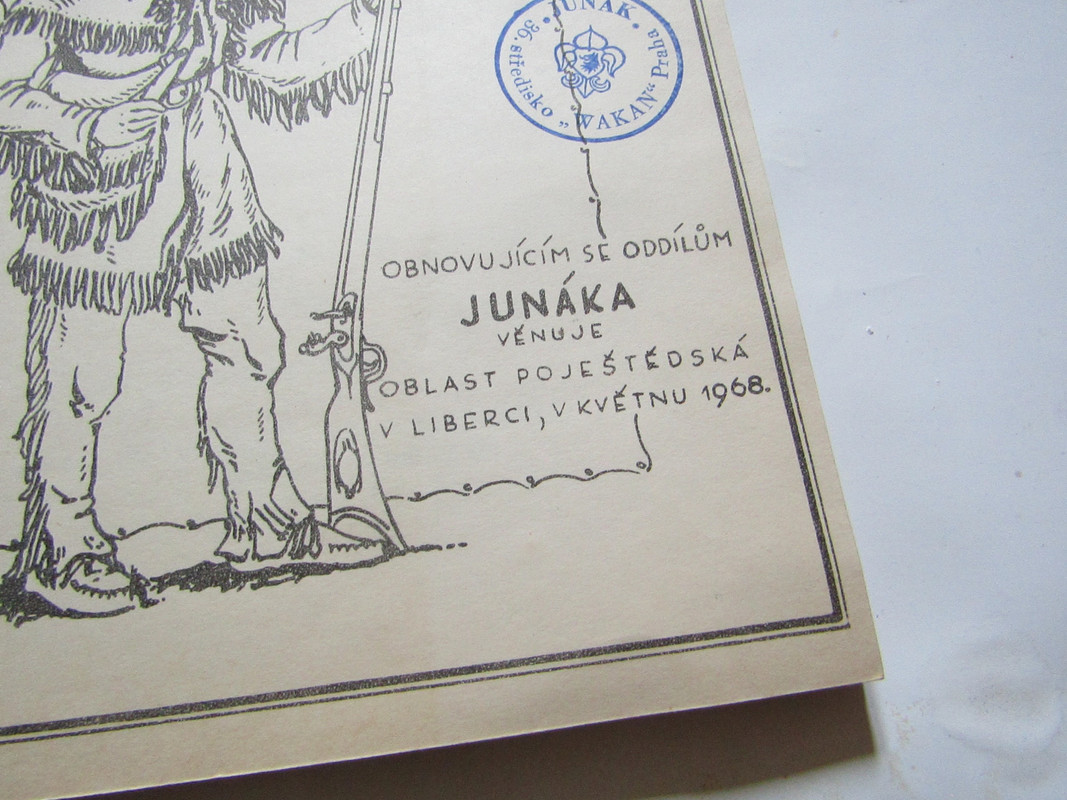 • JUNÁK •
36. středisko „WAKAN“ Praha
OBNOVUJÍCÍM SE ODDÍLŮM
JUNÁKA
VĚNUJE
OBLAST POJEŠTĚDSKÁ
V LIBERCI, V KVĚTNU 1968.